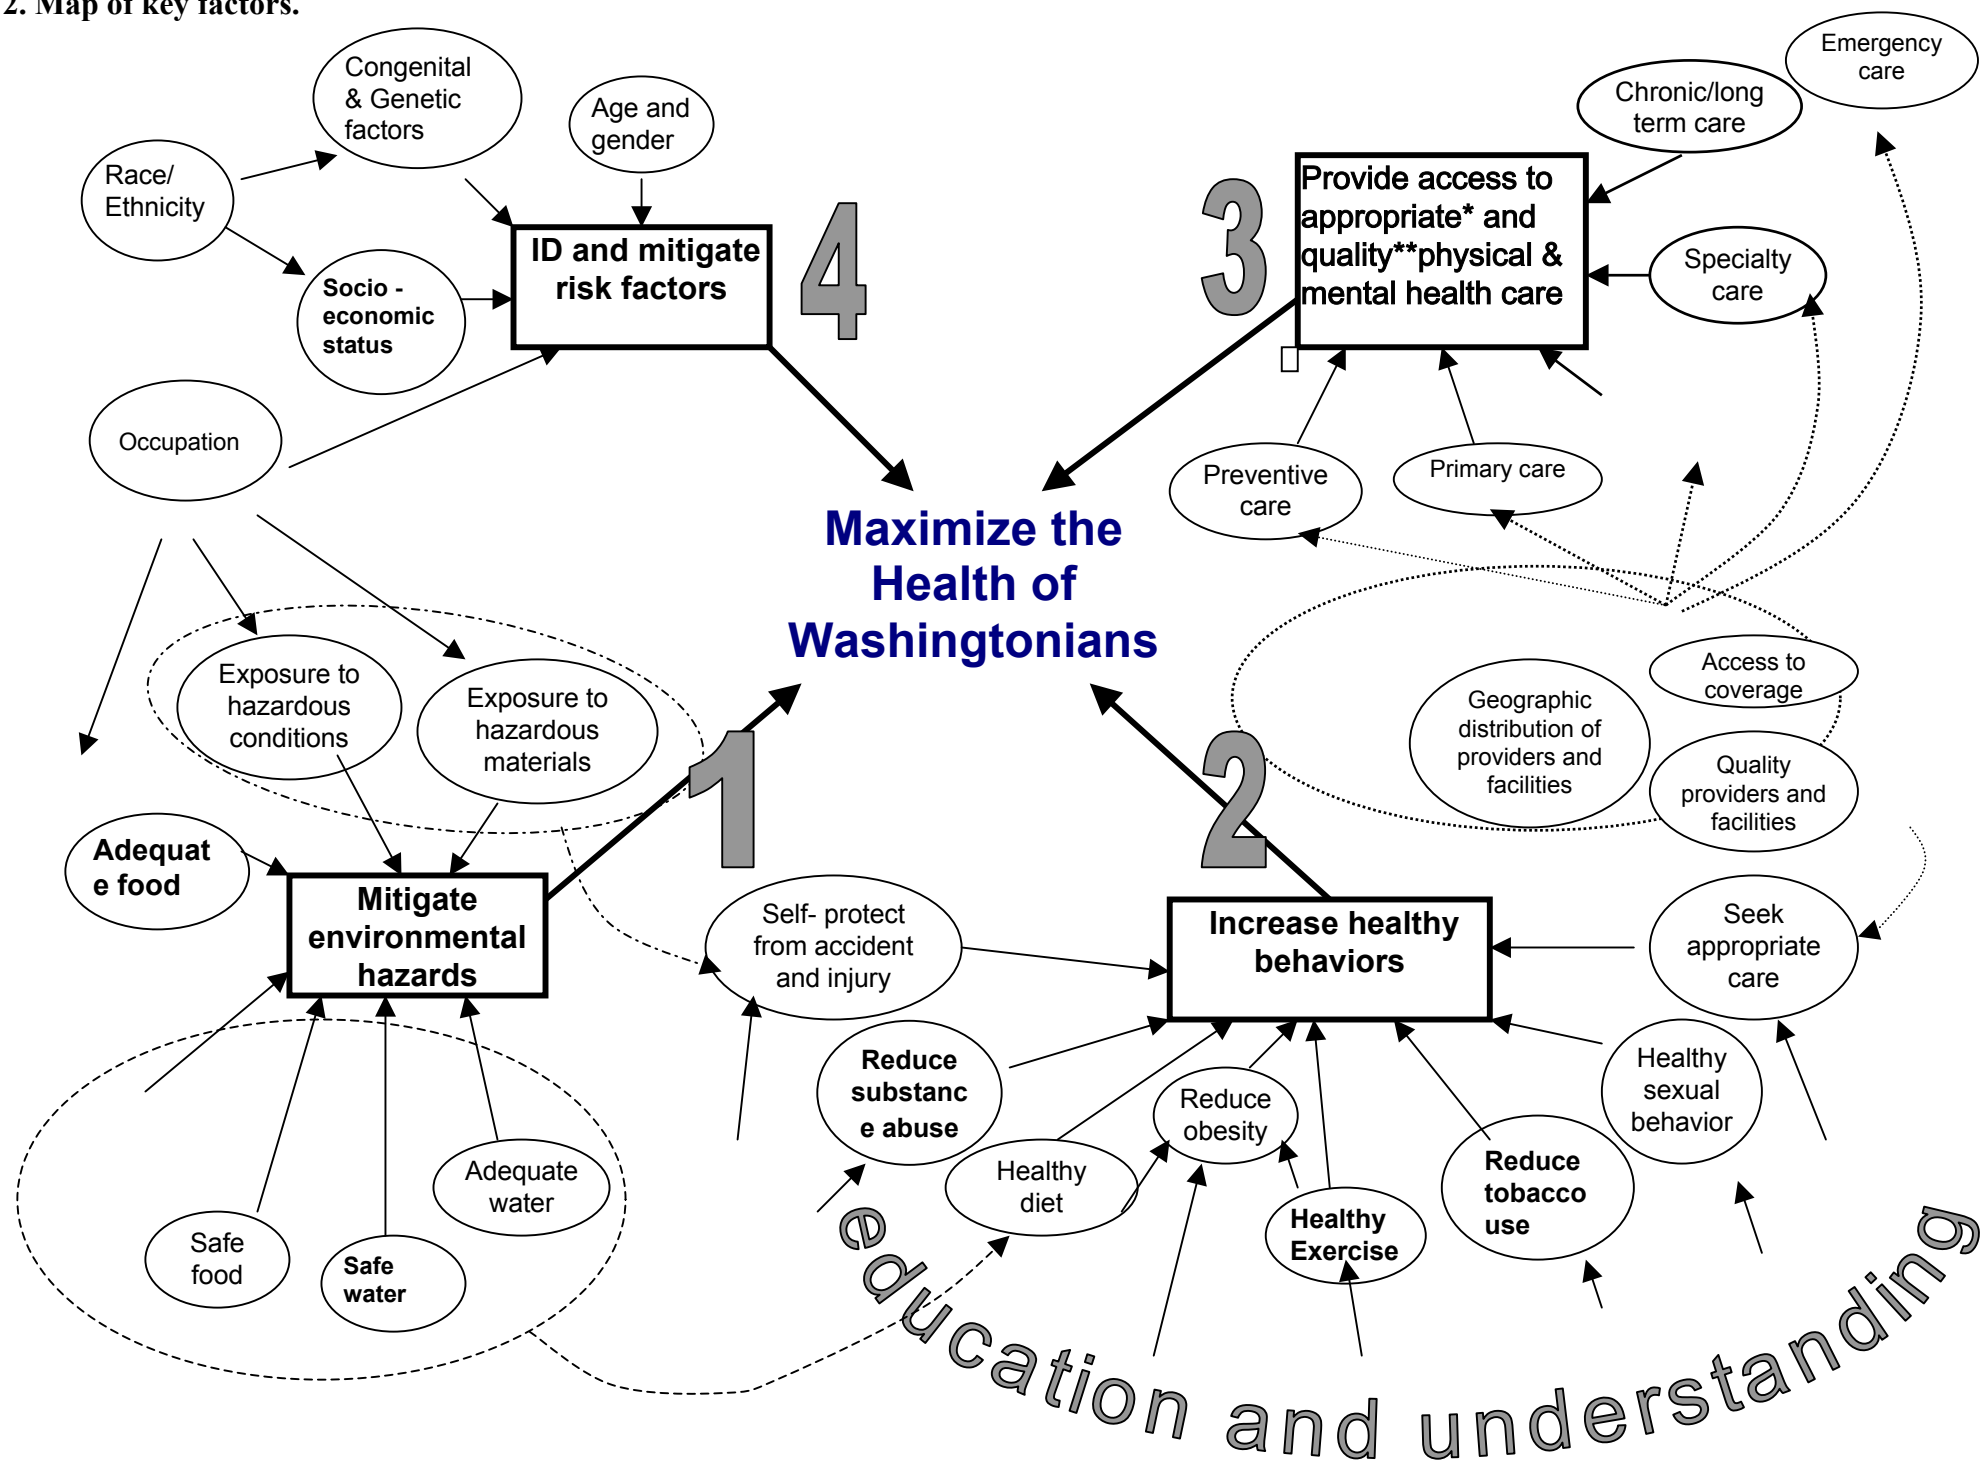 2. Map of key factors.
Congenital
& Genetic
factors
Age and
gender
Race/
Ethnicity
ID and mitigate
risk factors
4
Socio -
economic
status
Occupation
Emergency
care
Chronic/long
term care
3
Provide access to
appropriate* and
quality**physical &
mental health care
Specialty
care
Preventive
care
Primary care
Maximize the
Health of
Washingtonians
Exposure to
hazardous
conditions
Exposure to
hazardous
materials
1
Adequat
e food
Mitigate
environmental
hazards
Safe
food
Safe
water
Adequate
water
2
Geographic
distribution of
providers and
facilities
Access to
coverage
Quality
providers and
facilities
Self- protect
from accident
and injury
Increase healthy
behaviors
Seek
appropriate
care
Reduce
substanc
e abuse
Healthy
diet
Reduce
obesity
Healthy
Exercise
Reduce
tobacco
use
Healthy
sexual
behavior
education and understanding